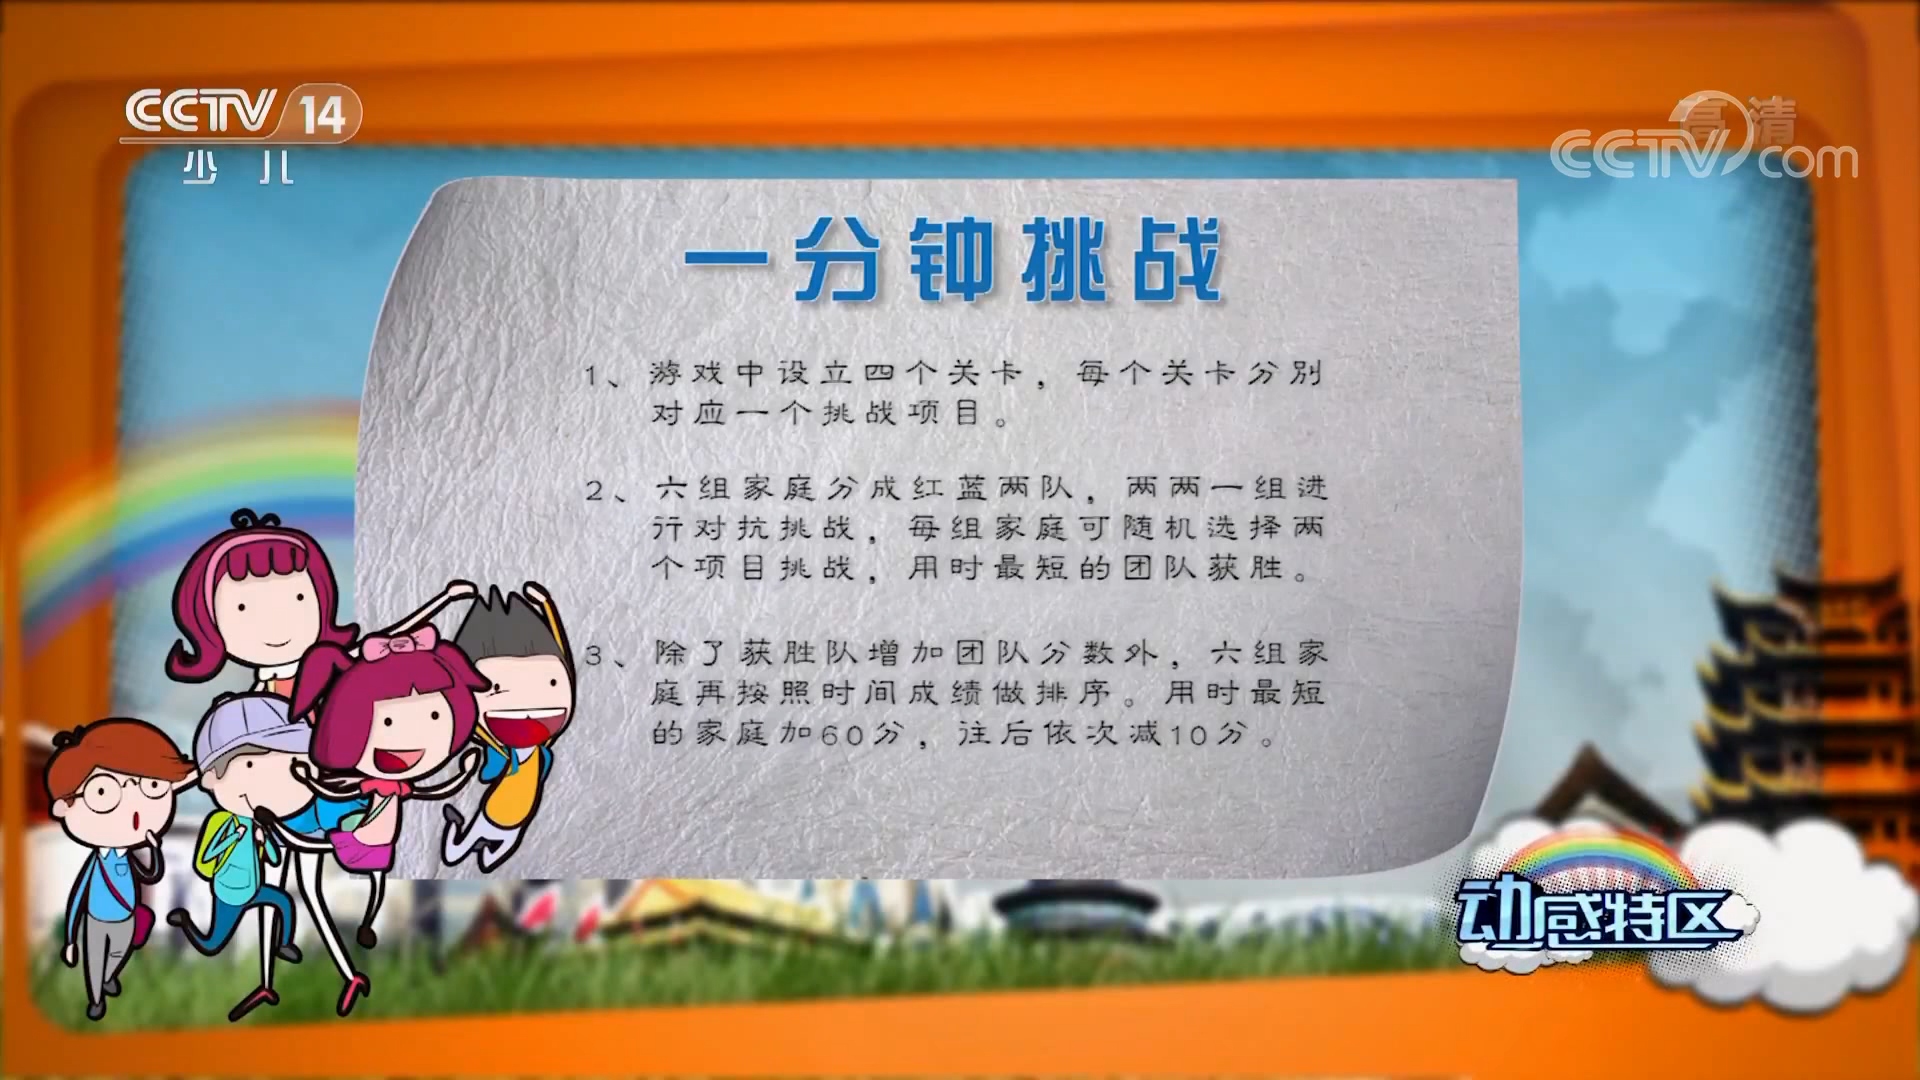 CCTV 14
少儿
高清
CCTV com
一分钟挑战
1、游戏中设立四个关卡，每个关卡分别
对应一个挑战项目。
2、六组家庭分成红蓝两队，两两一组进
行对抗挑战，每组家庭可随机选择两
个项目挑战，用时最短的团队获胜。
3、除了获胜队增加团队分数外，六组家
庭再按照时间成绩做排序。用时最短
的家庭加60分，往后依次减10分。
动感特区